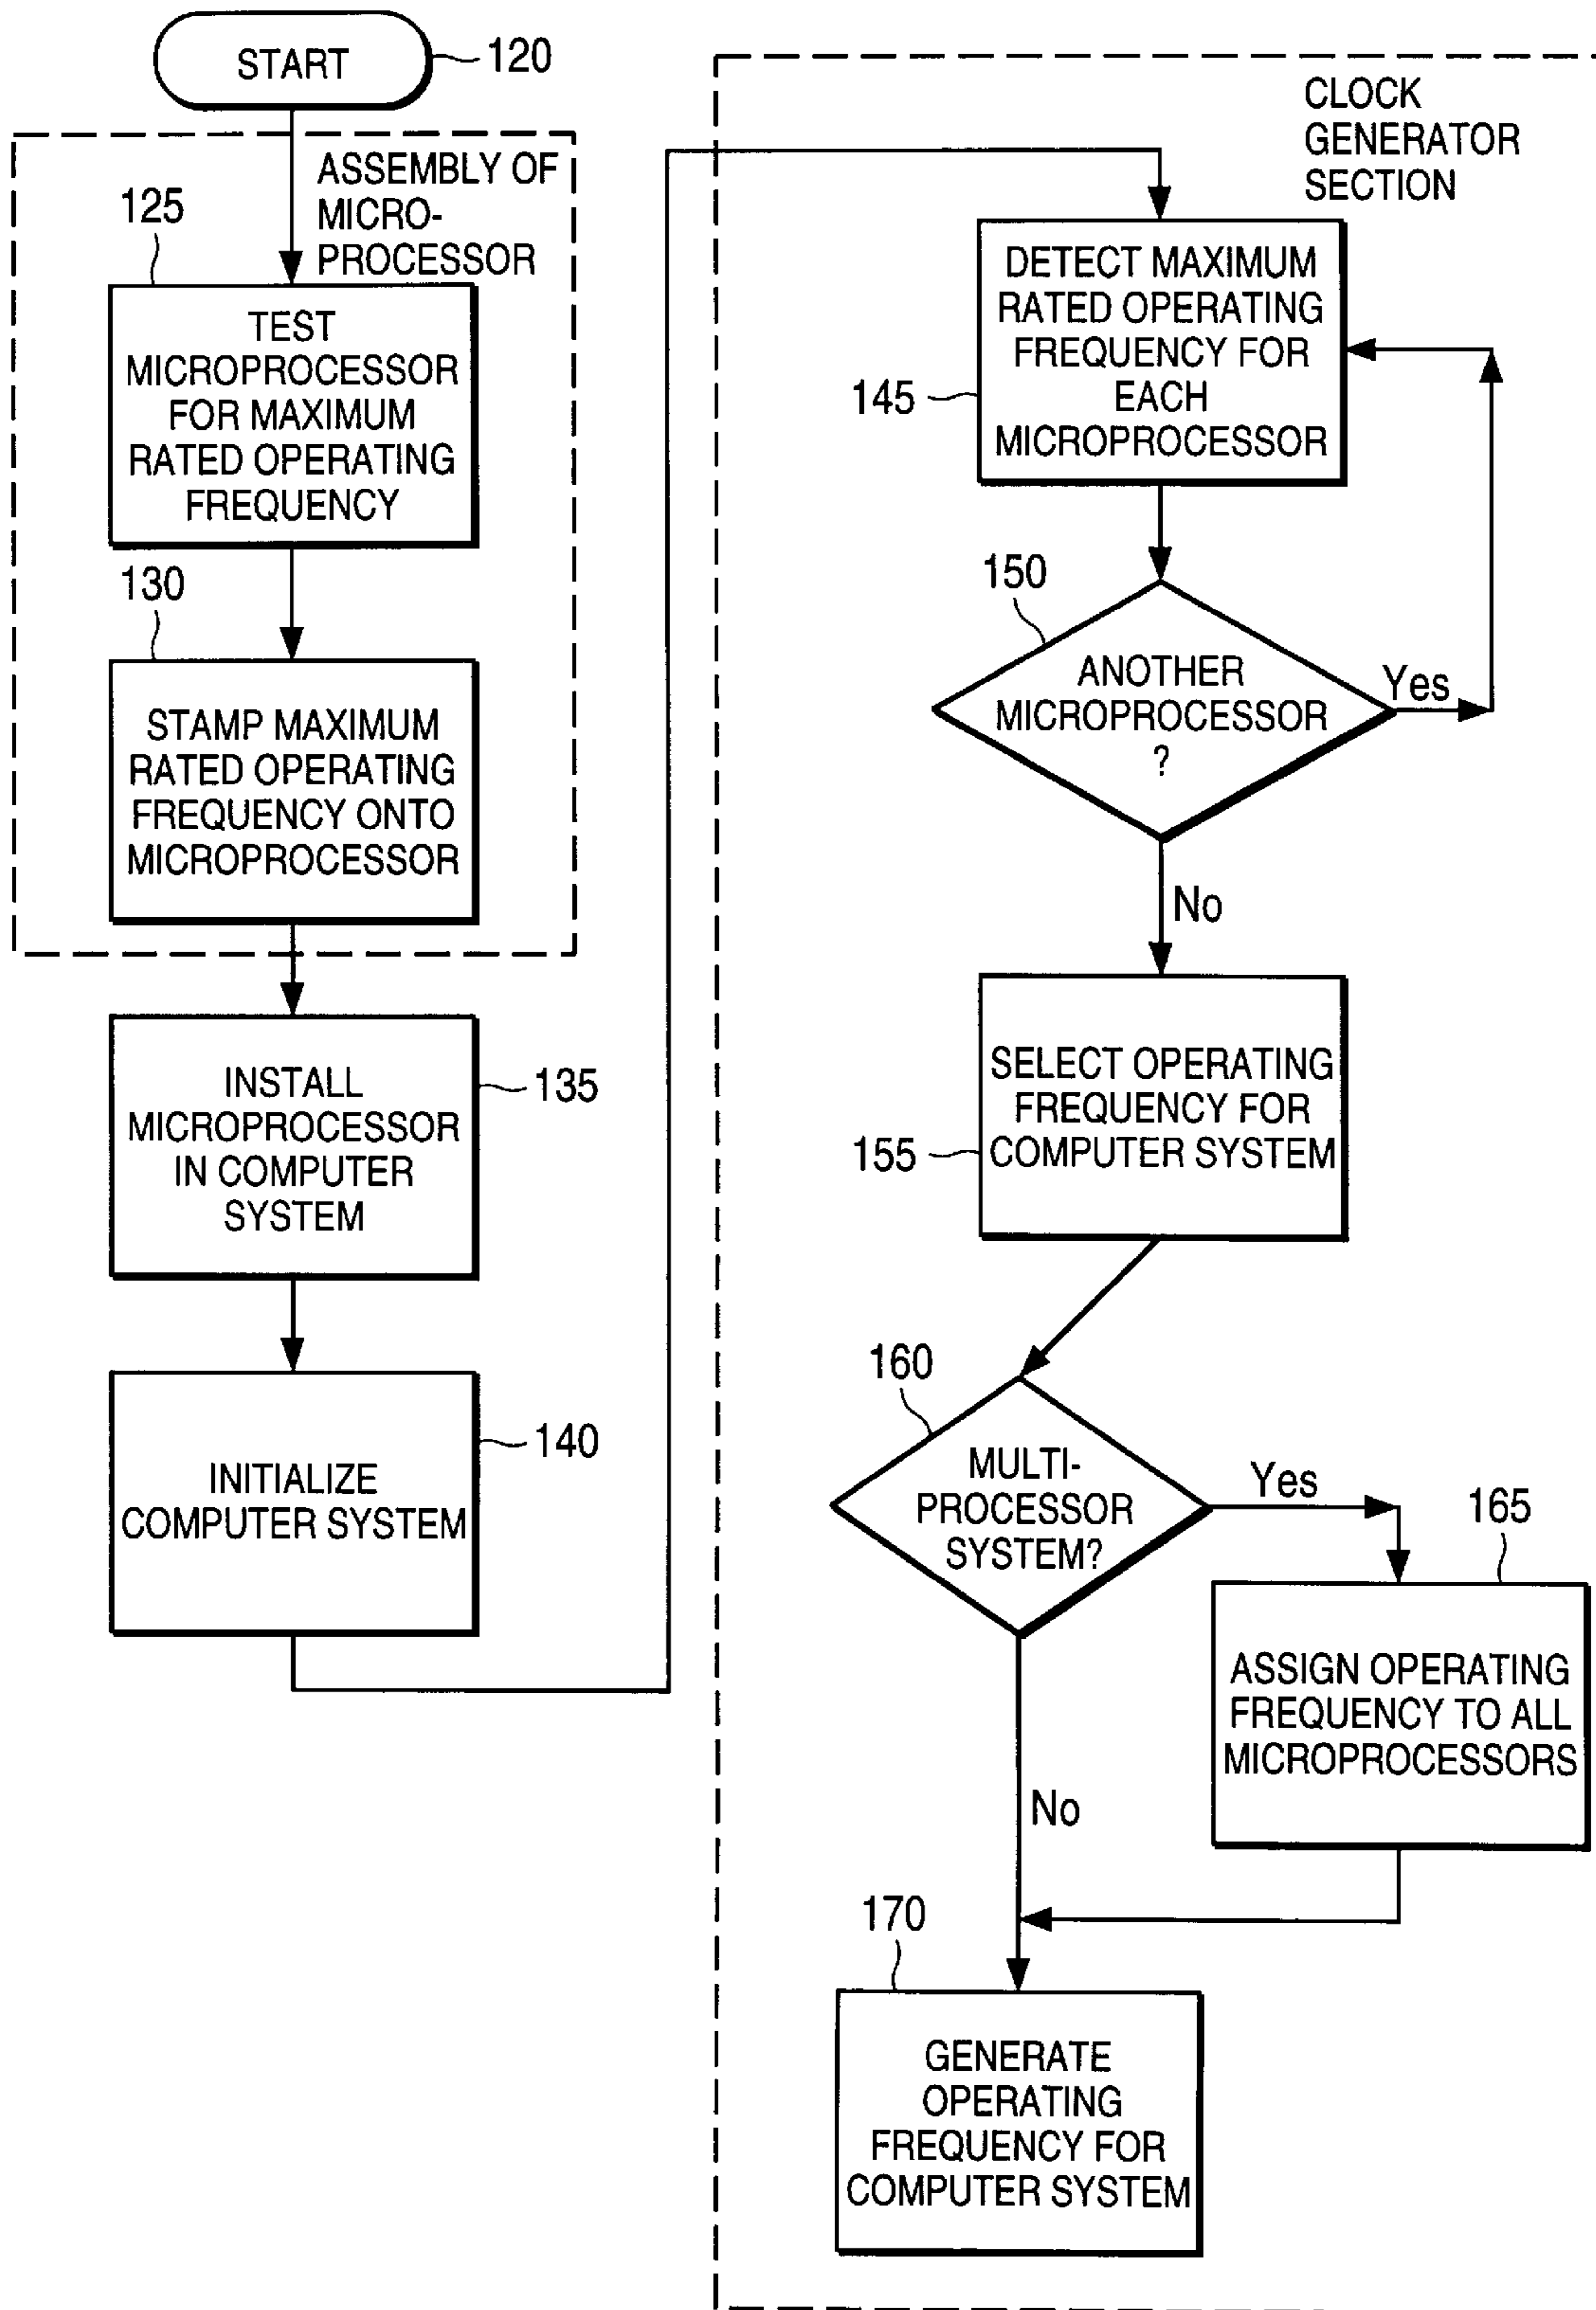 START
120
ASSEMBLY OF
MICRO-
PROCESSOR
125
TEST
MICROPROCESSOR
FOR MAXIMUM
RATED OPERATING
FREQUENCY
130
STAMP MAXIMUM
RATED OPERATING
FREQUENCY ONTO
MICROPROCESSOR
INSTALL
MICROPROCESSOR
IN COMPUTER
SYSTEM
135
INITIALIZE
COMPUTER SYSTEM
140
CLOCK
GENERATOR
SECTION
DETECT MAXIMUM
RATED OPERATING
FREQUENCY FOR
EACH
MICROPROCESSOR
145
150
ANOTHER
MICROPROCESSOR
?
Yes
No
SELECT OPERATING
FREQUENCY FOR
COMPUTER SYSTEM
155
160
MULTI-
PROCESSOR
SYSTEM?
Yes
165
ASSIGN OPERATING
FREQUENCY TO ALL
MICROPROCESSORS
No
170
GENERATE
OPERATING
FREQUENCY FOR
COMPUTER SYSTEM